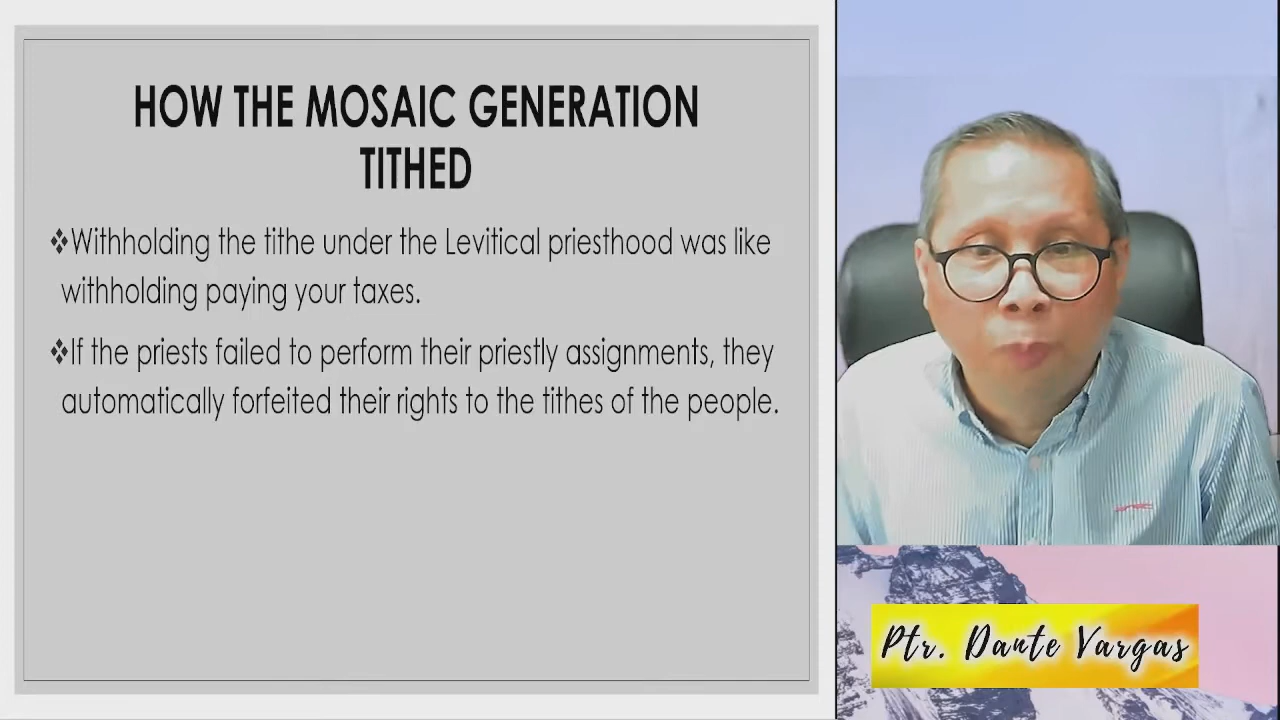 HOW THE MOSAIC GENERATION
TITHED
❖Withholding the tithe under the Levitical priesthood was like
withholding paying your taxes.
❖If the priests failed to perform their priestly assignments, they
automatically forfeited their rights to the tithes of the people.
Ptr. Dante Vargas